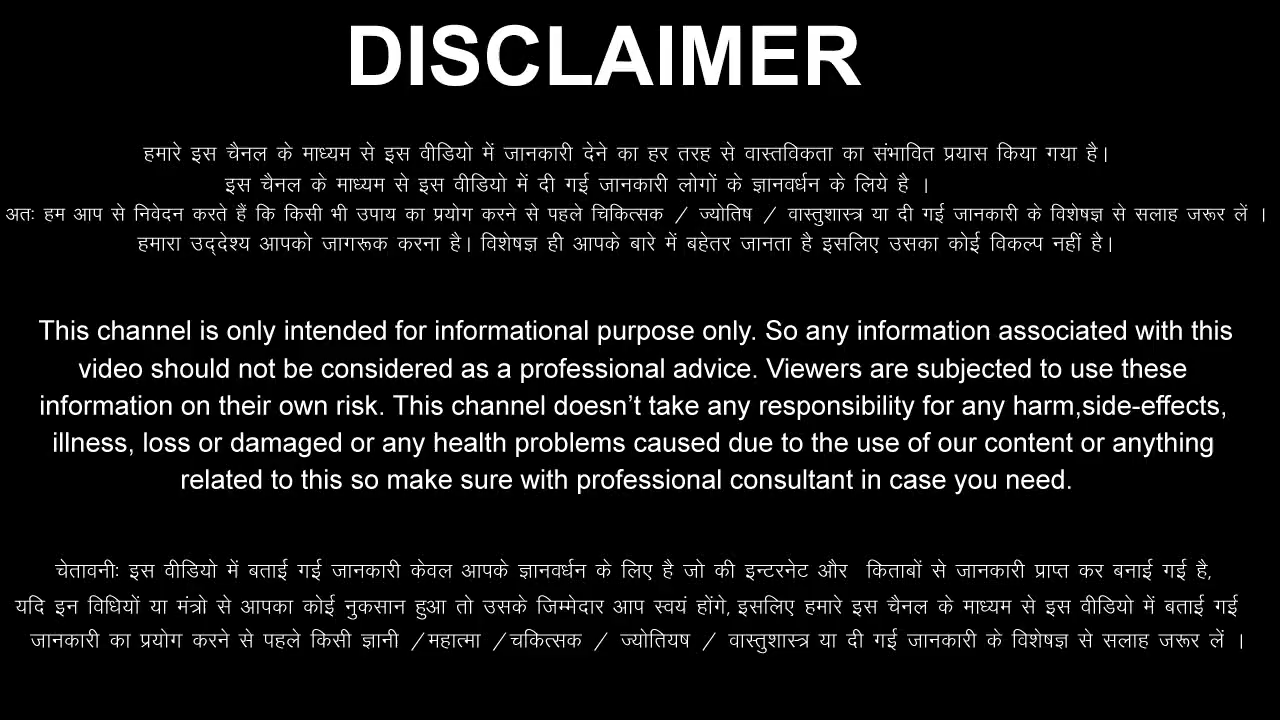 DISCLAIMER
हमारे इस चैनल के माध्यम से इस वीडियो में जानकारी देने का हर तरह से वास्तविकता का संभावित प्रयास किया गया है।
इस चैनल के माध्यम से इस वीडियो में दी गई जानकारी लोगों के ज्ञानवर्धन के लिये है ।
अतः हम आप से निवेदन करते हैं कि किसी भी उपाय का प्रयोग करने से पहले चिकित्सक / ज्योतिष / वास्तुशास्त्र या दी गई जानकारी के विशेषज्ञ से सलाह जरूर लें ।
हमारा उद्देश्य आपको जागरूक करना है। विशेषज्ञ ही आपके बारे में बहेतर जानता है इसलिए उसका कोई विकल्प नहीं है।
This channel is only intended for informational purpose only. So any information associated with this
video should not be considered as a professional advice. Viewers are subjected to use these
information on their own risk. This channel doesn’t take any responsibility for any harm,side-effects,
illness, loss or damaged or any health problems caused due to the use of our content or anything
related to this so make sure with professional consultant in case you need.
चेतावनीः इस वीडियो में बताई गई जानकारी केवल आपके ज्ञानवर्धन के लिए है जो की इन्टरनेट और किताबों से जानकारी प्राप्त कर बनाई गई है,
यदि इन विधियों या मंत्रो से आपका कोई नुकसान हुआ तो उसके जिम्मेदार आप स्वयं होंगे, इसलिए हमारे इस चैनल के माध्यम से इस वीडियो में बताई गई
जानकारी का प्रयोग करने से पहले किसी ज्ञानी /महात्मा /चकित्सक / ज्योतियष / वास्तुशास्त्र या दी गई जानकारी के विशेषज्ञ से सलाह जरूर लें ।